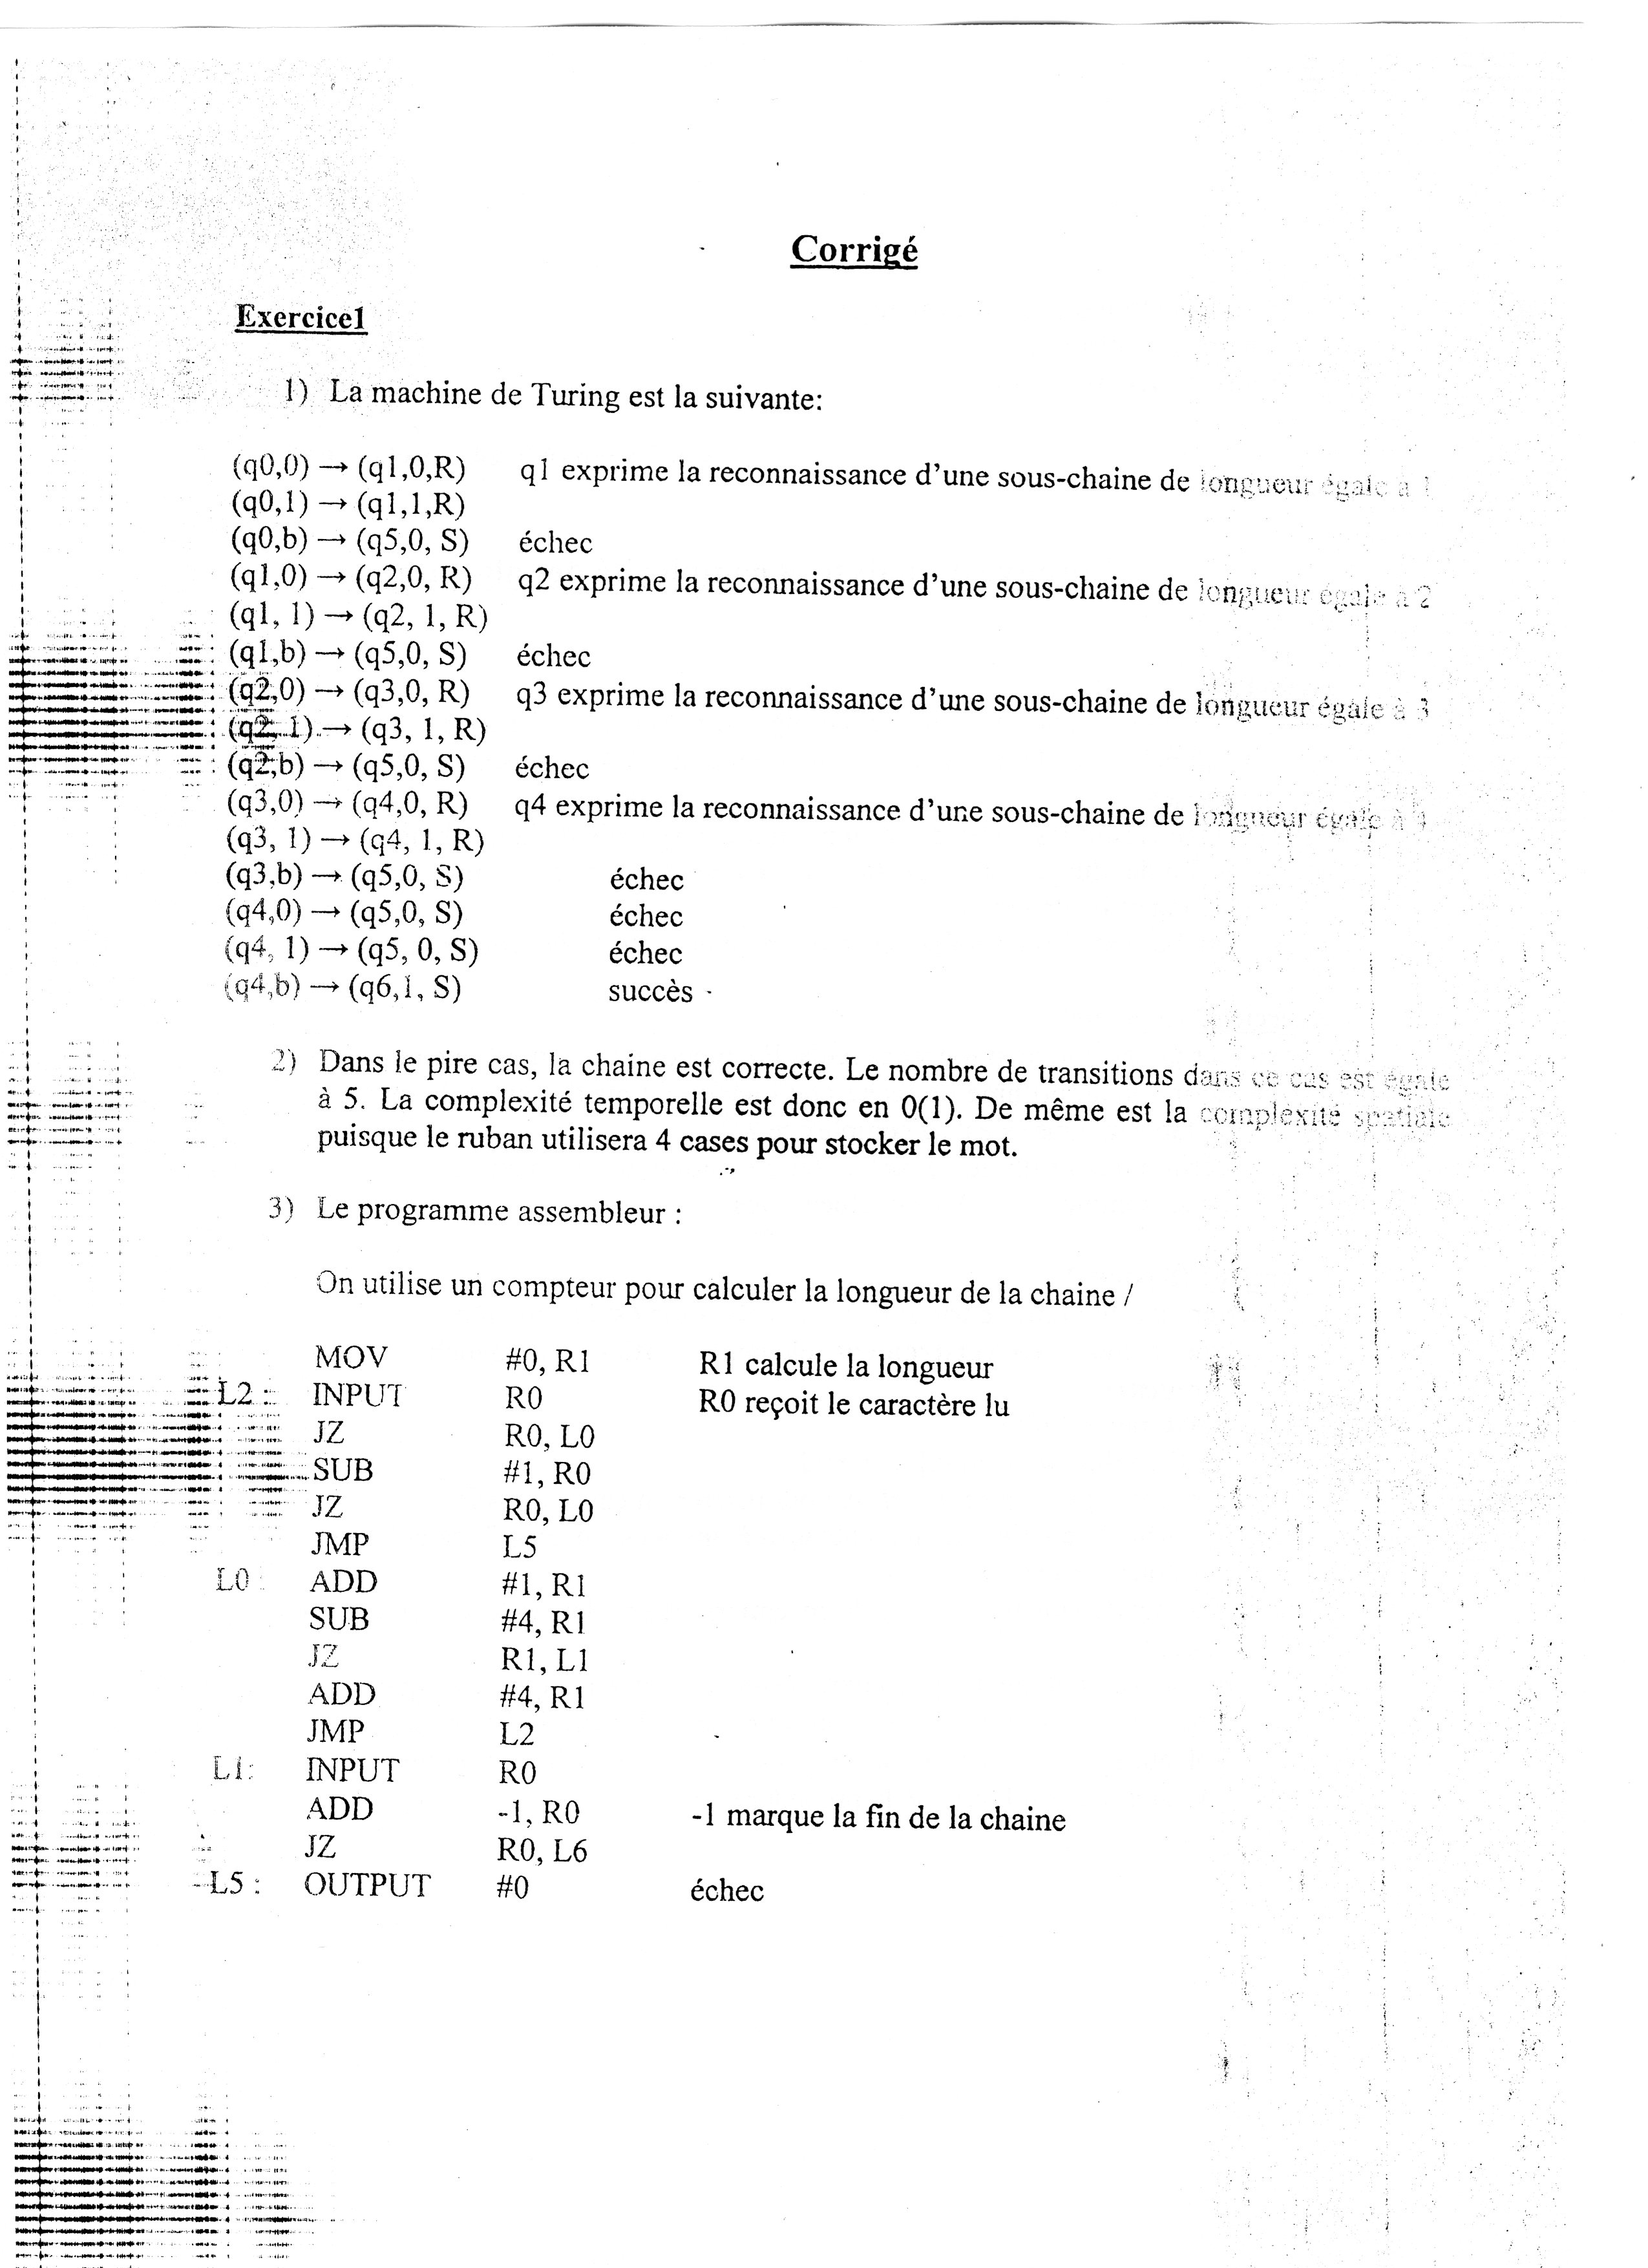 Corrigé
Exercice1
1) La machine de Turing est la suivante:
(q0,0) → (q1,0,R) q1 exprime la reconnaissance d'une sous-chaine de longueur égale à 1
(q0,1) → (q1,1,R)
(q0,b) → (q5,0, S) échec
(q1,0) → (q2,0, R) q2 exprime la reconnaissance d'une sous-chaine de longueur égale à 2
(q1, 1) → (q2, 1, R)
(q1,b) → (q5,0, S) échec
(q2,0) → (q3,0, R) q3 exprime la reconnaissance d'une sous-chaine de longueur égale à 3
(q2, 1) → (q3, 1, R)
(q2,b) → (q5,0, S) échec
(q3,0) → (q4,0, R) q4 exprime la reconnaissance d'une sous-chaine de longueur égale à 4
(q3, 1) → (q4, 1, R)
(q3,b) → (q5,0, S) échec
(q4,0) → (q5,0, S) échec
(q4, 1) → (q5, 0, S) échec
(q4,b) → (q6,1, S) succès
2) Dans le pire cas, la chaine est correcte. Le nombre de transitions dans ce cas est égale
à 5. La complexité temporelle est donc en 0(1). De même est la complexité spatiale
puisque le ruban utilisera 4 cases pour stocker le mot.
3) Le programme assembleur :
On utilise un compteur pour calculer la longueur de la chaine /
MOV #0, R1 R1 calcule la longueur
L2 : INPUT R0 R0 reçoit le caractère lu
JZ R0, L0
SUB #1, R0
JZ R0, L0
JMP L5
L0 : ADD #1, R1
SUB #4, R1
JZ R1, L1
ADD #4, R1
JMP L2
L1: INPUT R0
ADD -1, R0 -1 marque la fin de la chaine
JZ R0, L6
L5 : OUTPUT #0 échec